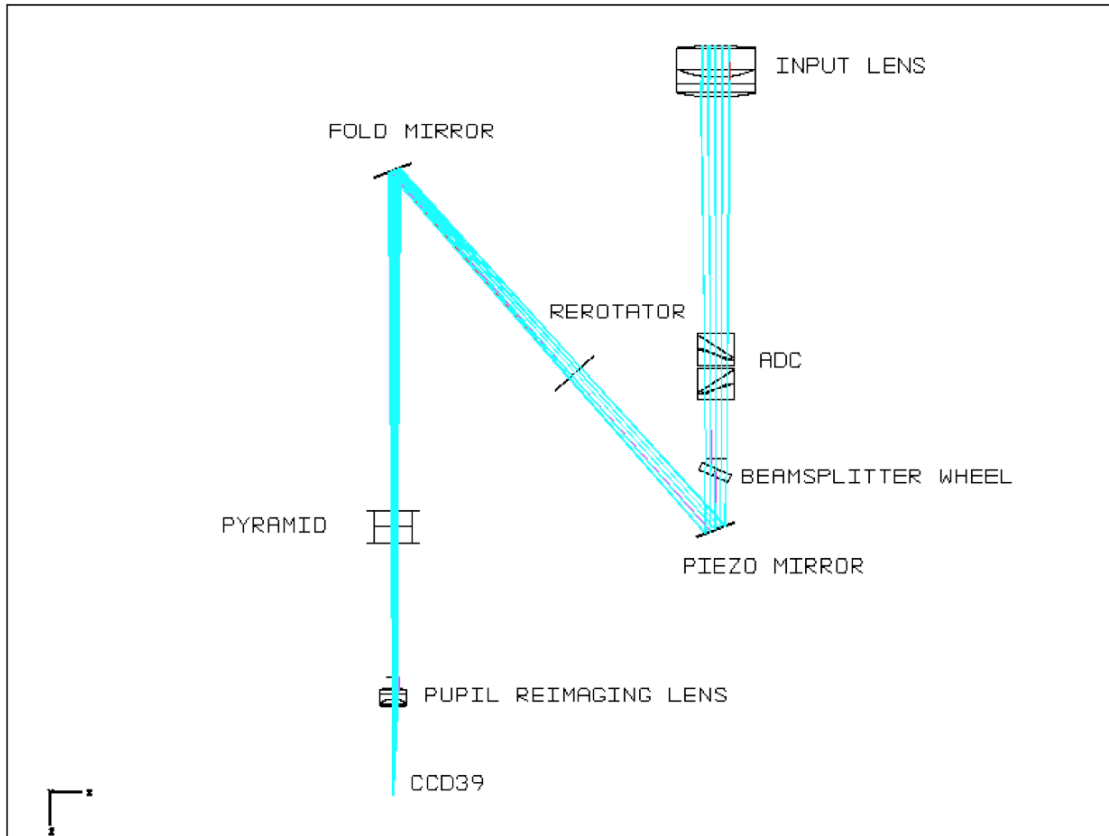 INPUT LENS
FOLD MIRROR
REROTATOR
ADC
BEAMSPLITTER WHEEL
PYRAMID
PIEZO MIRROR
PUPIL REIMAGING LENS
CCD39